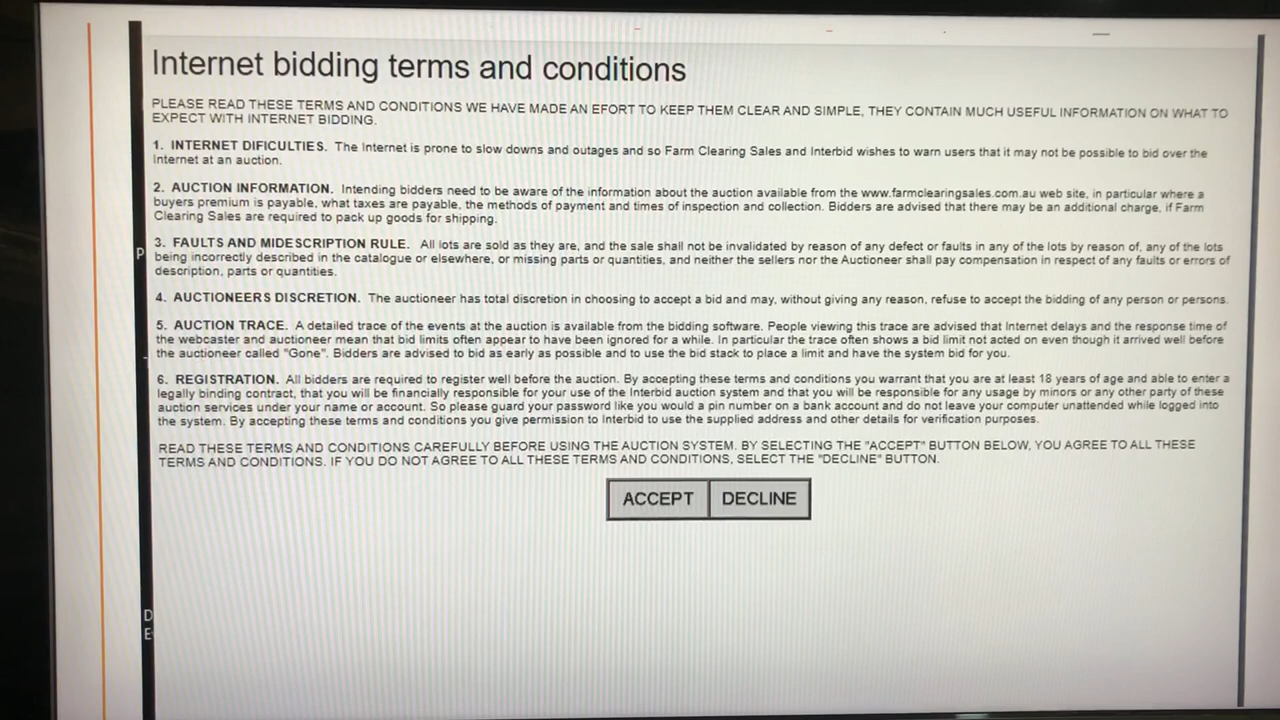 Internet bidding terms and conditions
PLEASE READ THESE TERMS AND CONDITIONS WE HAVE MADE AN EFORT TO KEEP THEM CLEAR AND SIMPLE, THEY CONTAIN MUCH USEFUL INFORMATION ON WHAT TO
EXPECT WITH INTERNET BIDDING.
1. INTERNET DIFICULTIES. The Internet is prone to slow downs and outages and so Farm Clearing Sales and Interbid wishes to warn users that it may not be possible to bid over the
Internet at an auction.
2. AUCTION INFORMATION. Intending bidders need to be aware of the information about the auction available from the www.farmclearingsales.com.au web site, in particular where a
buyers premium is payable, what taxes are payable, the methods of payment and times of inspection and collection. Bidders are advised that there may be an additional charge, if Farm
Clearing Sales are required to pack up goods for shipping.
3. FAULTS AND MIDESCRIPTION RULE. All lots are sold as they are, and the sale shall not be invalidated by reason of any defect or faults in any of the lots by reason of, any of the lots
P
being incorrectly described in the catalogue or elsewhere, or missing parts or quantities, and neither the sellers nor the Auctioneer shall pay compensation in respect of any faults or errors of
description, parts or quantities.
4. AUCTIONEERS DISCRETION. The auctioneer has total discretion in choosing to accept a bid and may, without giving any reason, refuse to accept the bidding of any person or persons.
5. AUCTION TRACE. A detailed trace of the events at the auction is available from the bidding software. People viewing this trace are advised that Internet delays and the response time of
the webcaster and auctioneer mean that bid limits often appear to have been ignored for a while. In particular the trace often shows a bid limit not acted on even though it arrived well before
the auctioneer called "Gone". Bidders are advised to bid as early as possible and to use the bid stack to place a limit and have the system bid for you.
6. REGISTRATION. All bidders are required to register well before the auction. By accepting these terms and conditions you warrant that you are at least 18 years of age and able to enter a
legally binding contract, that you will be financially responsible for your use of the Interbid auction system and that you will be responsible for any usage by minors or any other party of these
auction services under your name or account. So please guard your password like you would a pin number on a bank account and do not leave your computer unattended while logged into
the system. By accepting these terms and conditions you give permission to Interbid to use the supplied address and other details for verification purposes.
READ THESE TERMS AND CONDITIONS CAREFULLY BEFORE USING THE AUCTION SYSTEM. BY SELECTING THE "ACCEPT" BUTTON BELOW, YOU AGREE TO ALL THESE
TERMS AND CONDITIONS. IF YOU DO NOT AGREE TO ALL THESE TERMS AND CONDITIONS, SELECT THE "DECLINE" BUTTON.
ACCEPT DECLINE
D
E